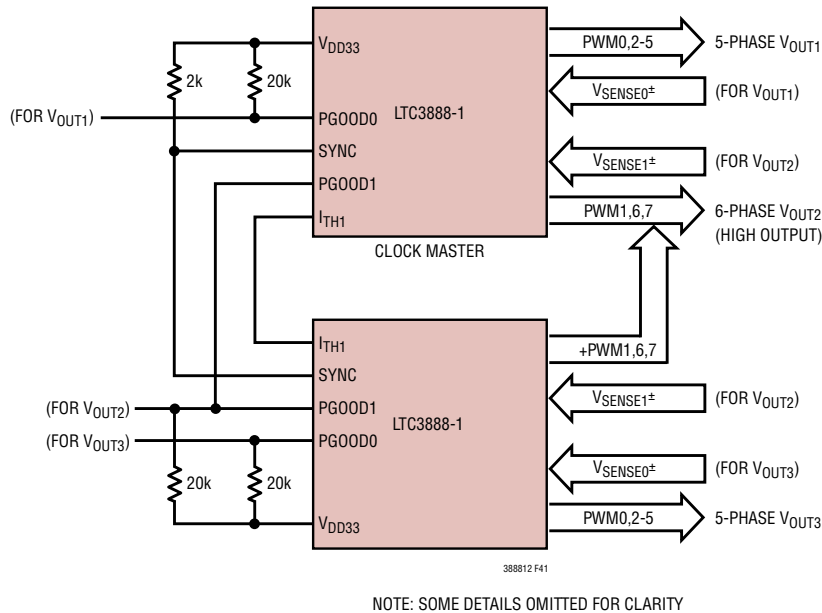 VDD33
2k
20k
(FOR VOUT1)
PGOOD0
LTC3888-1
SYNC
PGOOD1
ITH1
PWM0,2-5
5-PHASE VOUT1
VSENSE0±
(FOR VOUT1)
VSENSE1±
(FOR VOUT2)
PWM1,6,7
6-PHASE VOUT2
(HIGH OUTPUT)
CLOCK MASTER
ITH1
+PWM1,6,7
SYNC
(FOR VOUT2)
PGOOD1
VSENSE1±
(FOR VOUT2)
(FOR VOUT3)
PGOOD0
LTC3888-1
20k
20k
VSENSE0±
(FOR VOUT3)
VDD33
PWM0,2-5
5-PHASE VOUT3
388812 F41
NOTE: SOME DETAILS OMITTED FOR CLARITY